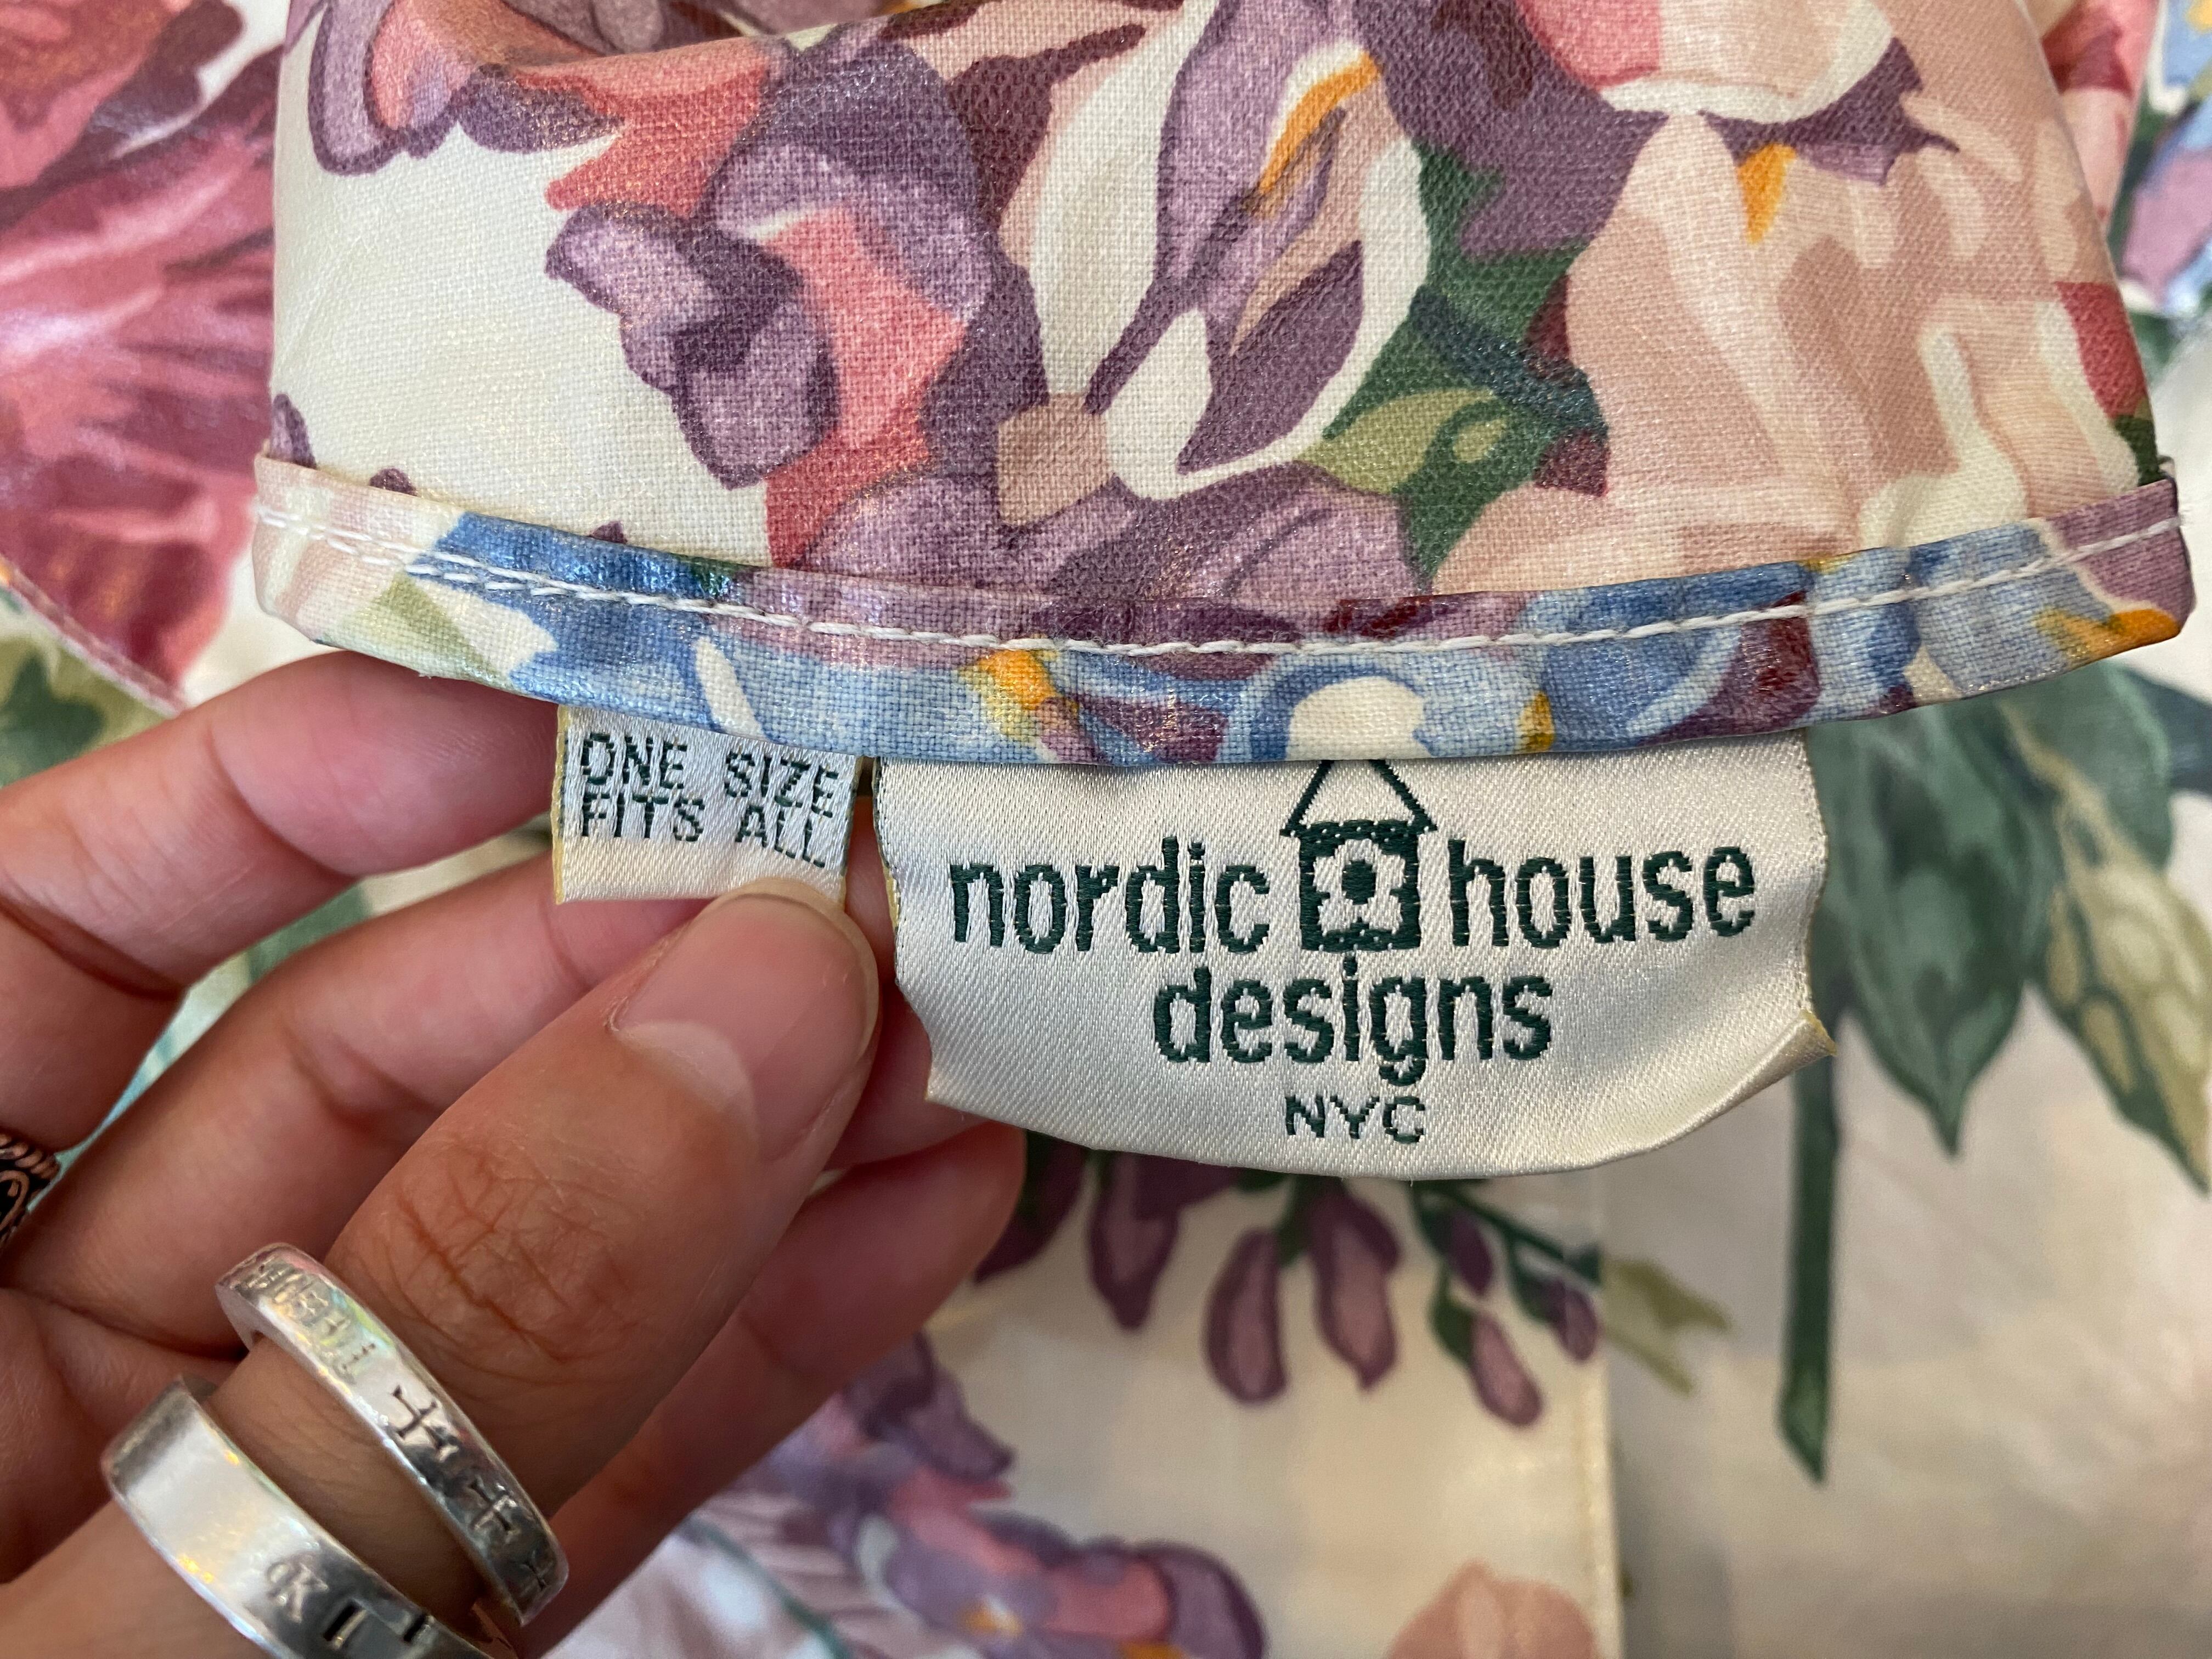 ONE SIZE
FITS ALL
nordic house
designs
NYC